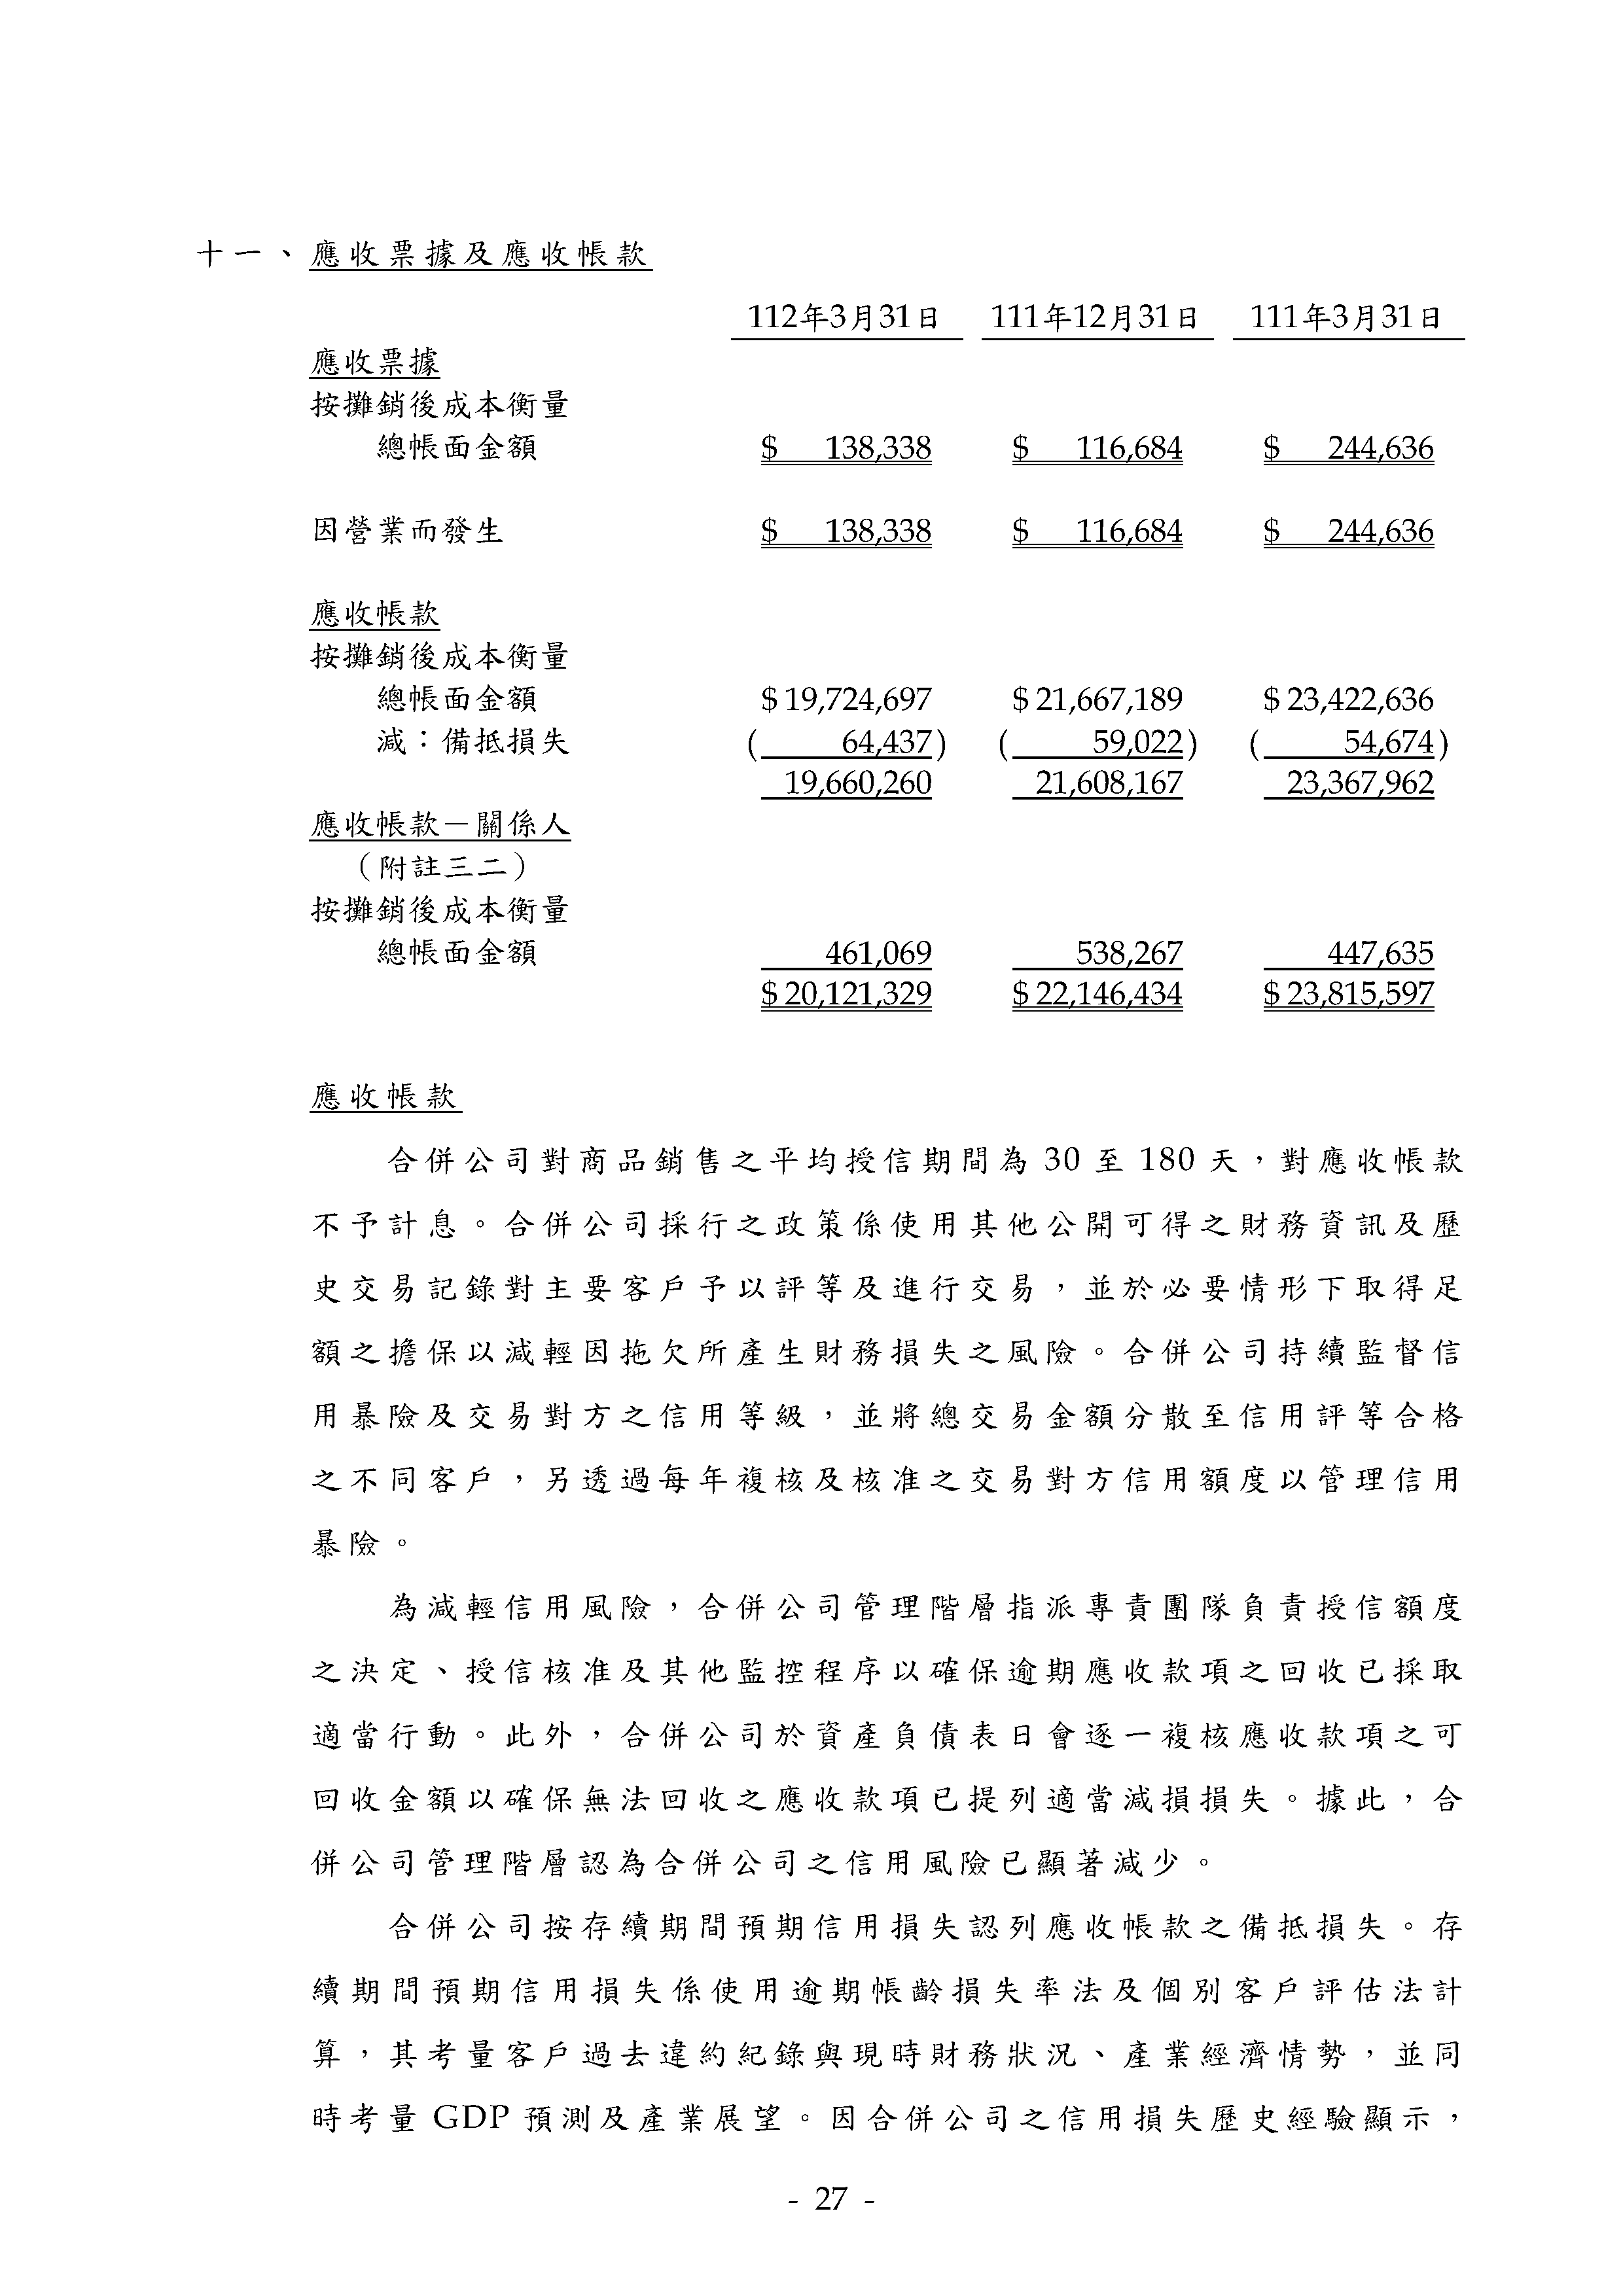 十一、應收票據及應收帳款
112年3月31日 111年12月31日 111年3月31日
應收票據
按攤銷後成本衡量
總帳面金額 $ 138,338 $ 116,684 $ 244,636
因營業而發生 $ 138,338 $ 116,684 $ 244,636
應收帳款
按攤銷後成本衡量
總帳面金額 $ 19,724,697 $ 21,667,189 $ 23,422,636
減：備抵損失 ( 64,437) ( 59,022) ( 54,674)
19,660,260 21,608,167 23,367,962
應收帳款－關係人
（附註三二）
按攤銷後成本衡量
總帳面金額 461,069 538,267 447,635
$ 20,121,329 $ 22,146,434 $ 23,815,597
應收帳款
合併公司對商品銷售之平均授信期間為 30 至 180 天，對應收帳款
不予計息。合併公司採行之政策係使用其他公開可得之財務資訊及歷
史交易記錄對主要客戶予以評等及進行交易，並於必要情形下取得足
額之擔保以減輕因拖欠所產生財務損失之風險。合併公司持續監督信
用暴險及交易對方之信用等級，並將總交易金額分散至信用評等合格
之不同客戶，另透過每年複核及核准之交易對方信用額度以管理信用
暴險。
為減輕信用風險，合併公司管理階層指派專責團隊負責授信額度
之決定、授信核准及其他監控程序以確保逾期應收款項之回收已採取
適當行動。此外，合併公司於資產負債表日會逐一複核應收款項之可
回收金額以確保無法回收之應收款項已提列適當減損損失。據此，合
併公司管理階層認為合併公司之信用風險已顯著減少。
合併公司按存續期間預期信用損失認列應收帳款之備抵損失。存
續期間預期信用損失係使用逾期帳齡損失率法及個別客戶評估法計
算，其考量客戶過去違約紀錄與現時財務狀況、產業經濟情勢，並同
時考量 GDP 預測及產業展望。因合併公司之信用損失歷史經驗顯示，
- 27 -